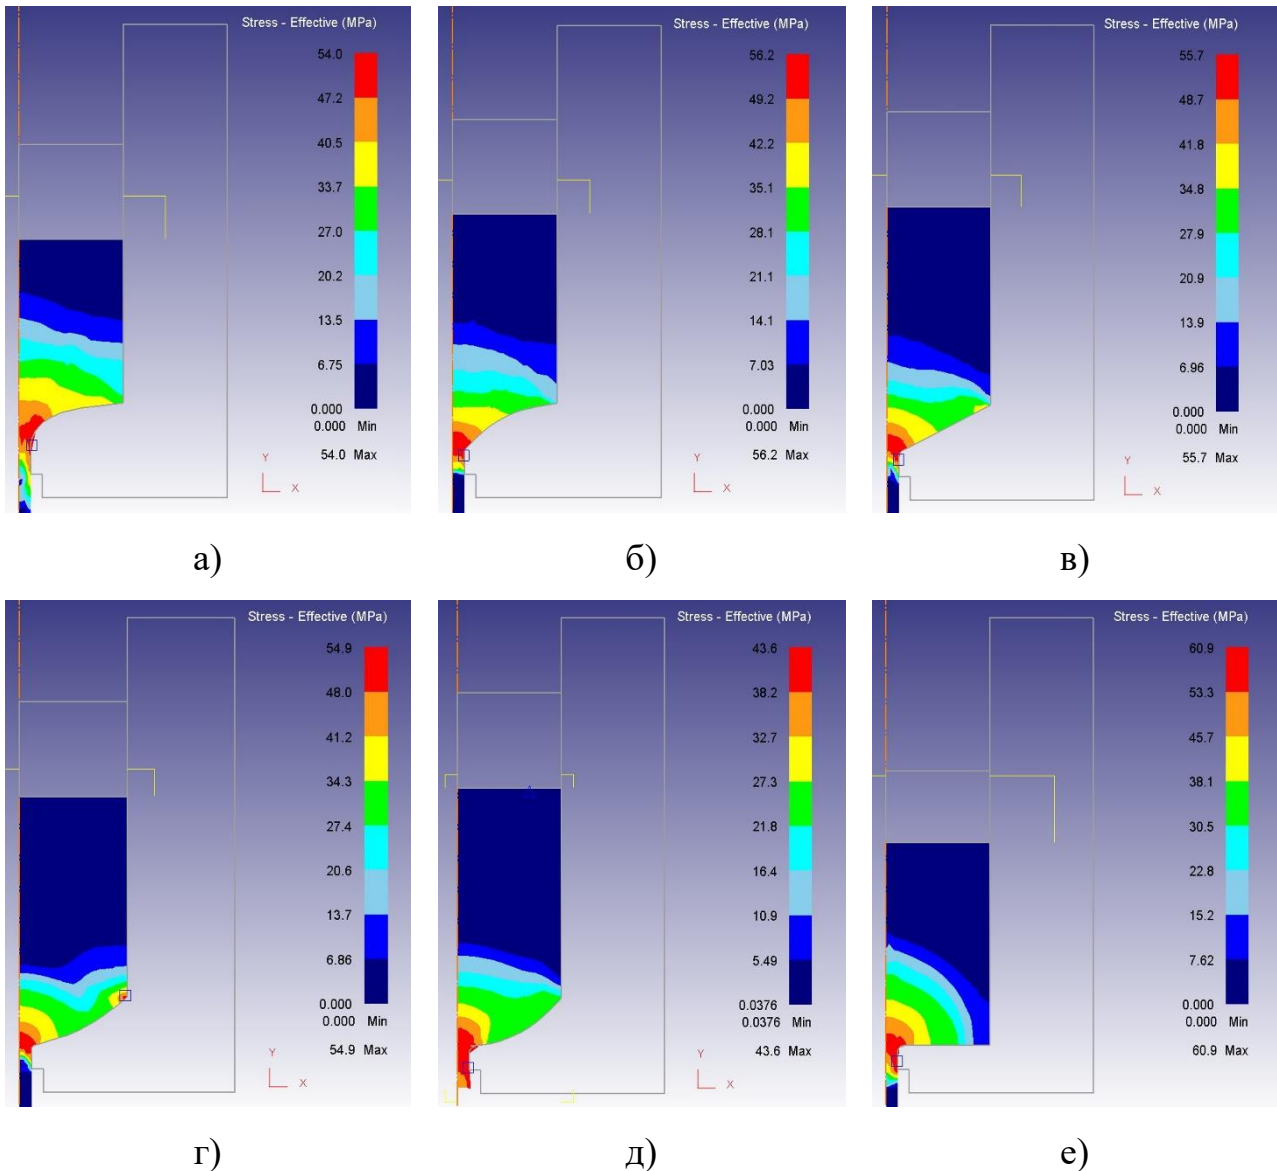 Stress - Effective (MPa)
54.0
47.2
40.5
33.7
27.0
20.2
13.5
6.75
0.000
0.000 Min
54.0 Max
Y
X
а)
Stress - Effective (MPa)
56.2
49.2
42.2
35.1
28.1
21.1
14.1
7.03
0.000
0.000 Min
56.2 Max
Y
X
б)
Stress - Effective (MPa)
55.7
48.7
41.8
34.8
27.9
20.9
13.9
6.96
0.000
0.000 Min
55.7 Max
Y
X
в)
Stress - Effective (MPa)
54.9
48.0
41.2
34.3
27.4
20.6
13.7
6.86
0.000
0.000 Min
54.9 Max
Y
X
г)
Stress - Effective (MPa)
43.6
38.2
32.7
27.3
21.8
16.4
10.9
5.49
0.0376
0.0376 Min
43.6 Max
Y
X
д)
Stress - Effective (MPa)
60.9
53.3
45.7
38.1
30.5
22.8
15.2
7.62
0.000
0.000 Min
60.9 Max
Y
X
е)